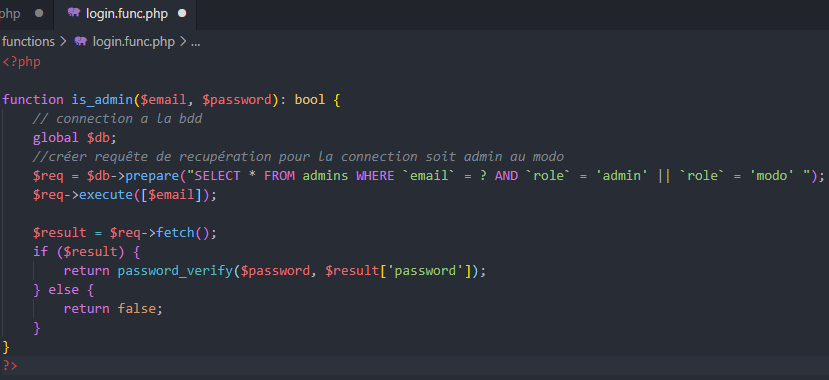 php ● login.func.php ●
functions > login.func.php > ...
<?php
function is_admin($email, $password): bool {
// connection a la bdd
global $db;
//créer requête de recupération pour la connection soit admin au modo
$req = $db->prepare("SELECT * FROM admins WHERE `email` = ? AND `role` = 'admin' || `role` = 'modo' ");
$req->execute([$email]);
$result = $req->fetch();
if ($result) {
return password_verify($password, $result['password']);
} else {
return false;
}
}
?>